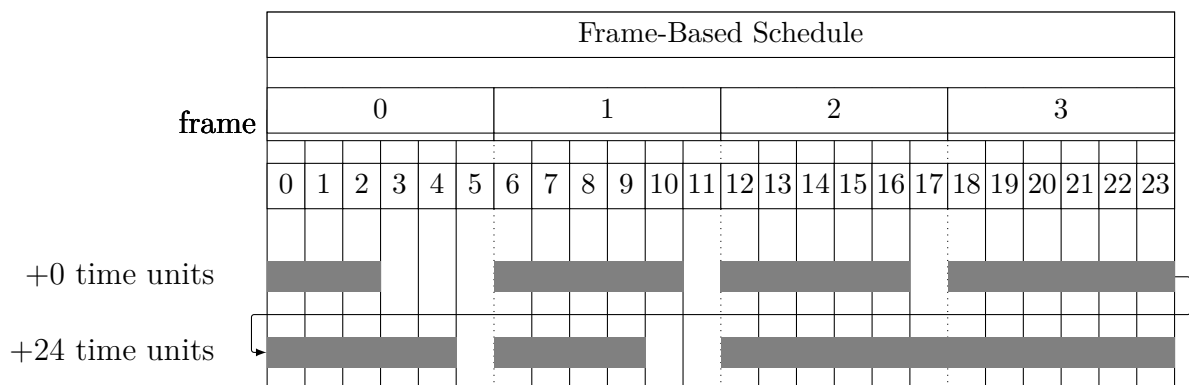 Frame-Based Schedule
frame 0 1 2 3
0 1 2 3 4 5 6 7 8 9 10 11 12 13 14 15 16 17 18 19 20 21 22 23
+0 time units
+24 time units